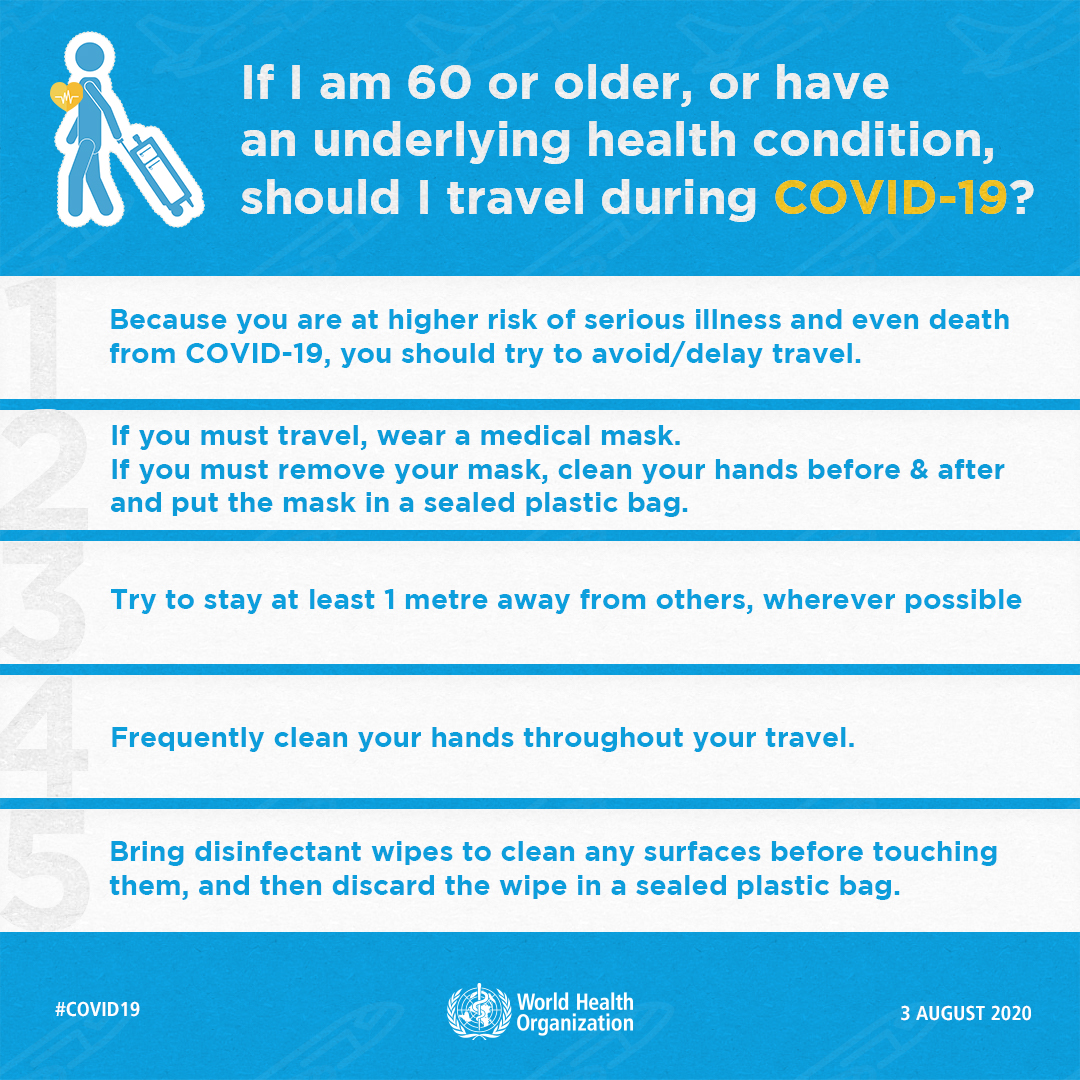 If I am 60 or older, or have
an underlying health condition,
should I travel during COVID-19?
1
Because you are at higher risk of serious illness and even death
from COVID-19, you should try to avoid/delay travel.
2
If you must travel, wear a medical mask.
If you must remove your mask, clean your hands before & after
and put the mask in a sealed plastic bag.
3
Try to stay at least 1 metre away from others, wherever possible
4
Frequently clean your hands throughout your travel.
5
Bring disinfectant wipes to clean any surfaces before touching
them, and then discard the wipe in a sealed plastic bag.
#COVID19
World Health
Organization
3 AUGUST 2020